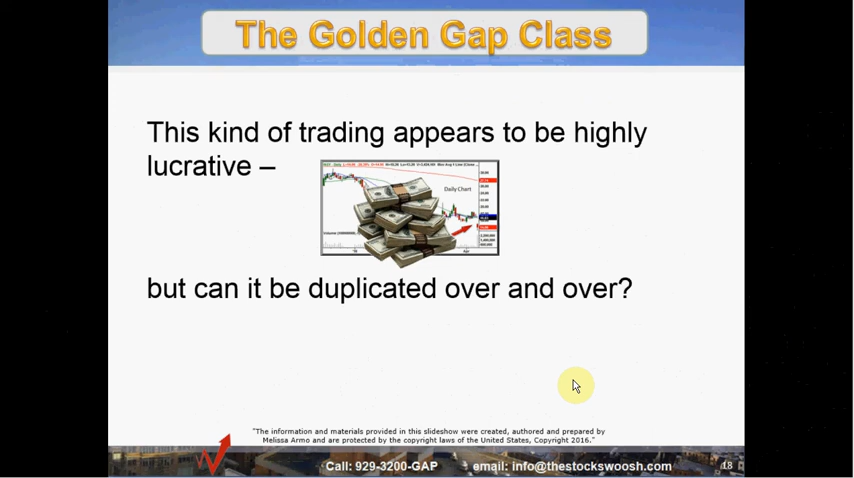 The Golden Gap Class
This kind of trading appears to be highly
lucrative –
Daily Chart
but can it be duplicated over and over?
"The information and materials provided in this slideshow were created, authored and prepared by
Melissa Armo and are protected by the copyright laws of the United States, Copyright 2016."
Call: 929-3200-GAP email: info@thestockswoosh.com 18